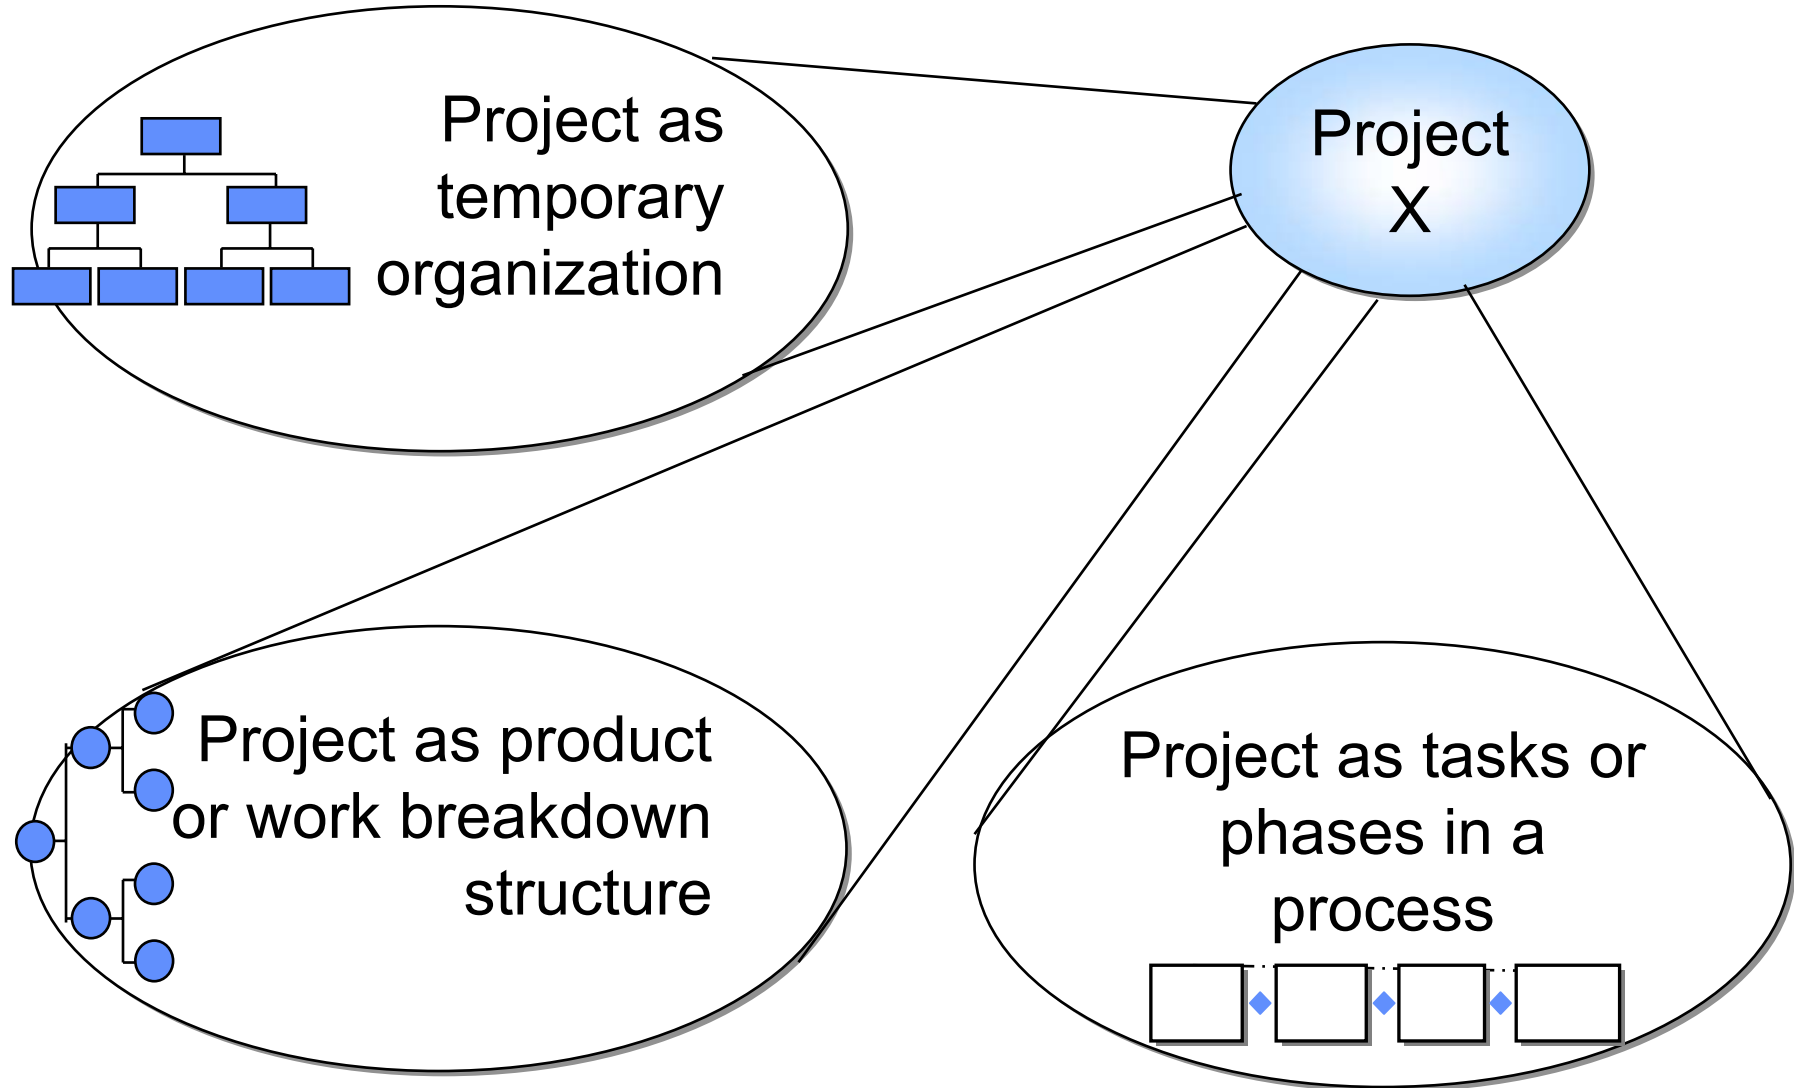 Project as
temporary
organization
Project
X
Project as product
or work breakdown
structure
Project as tasks or
phases in a
process